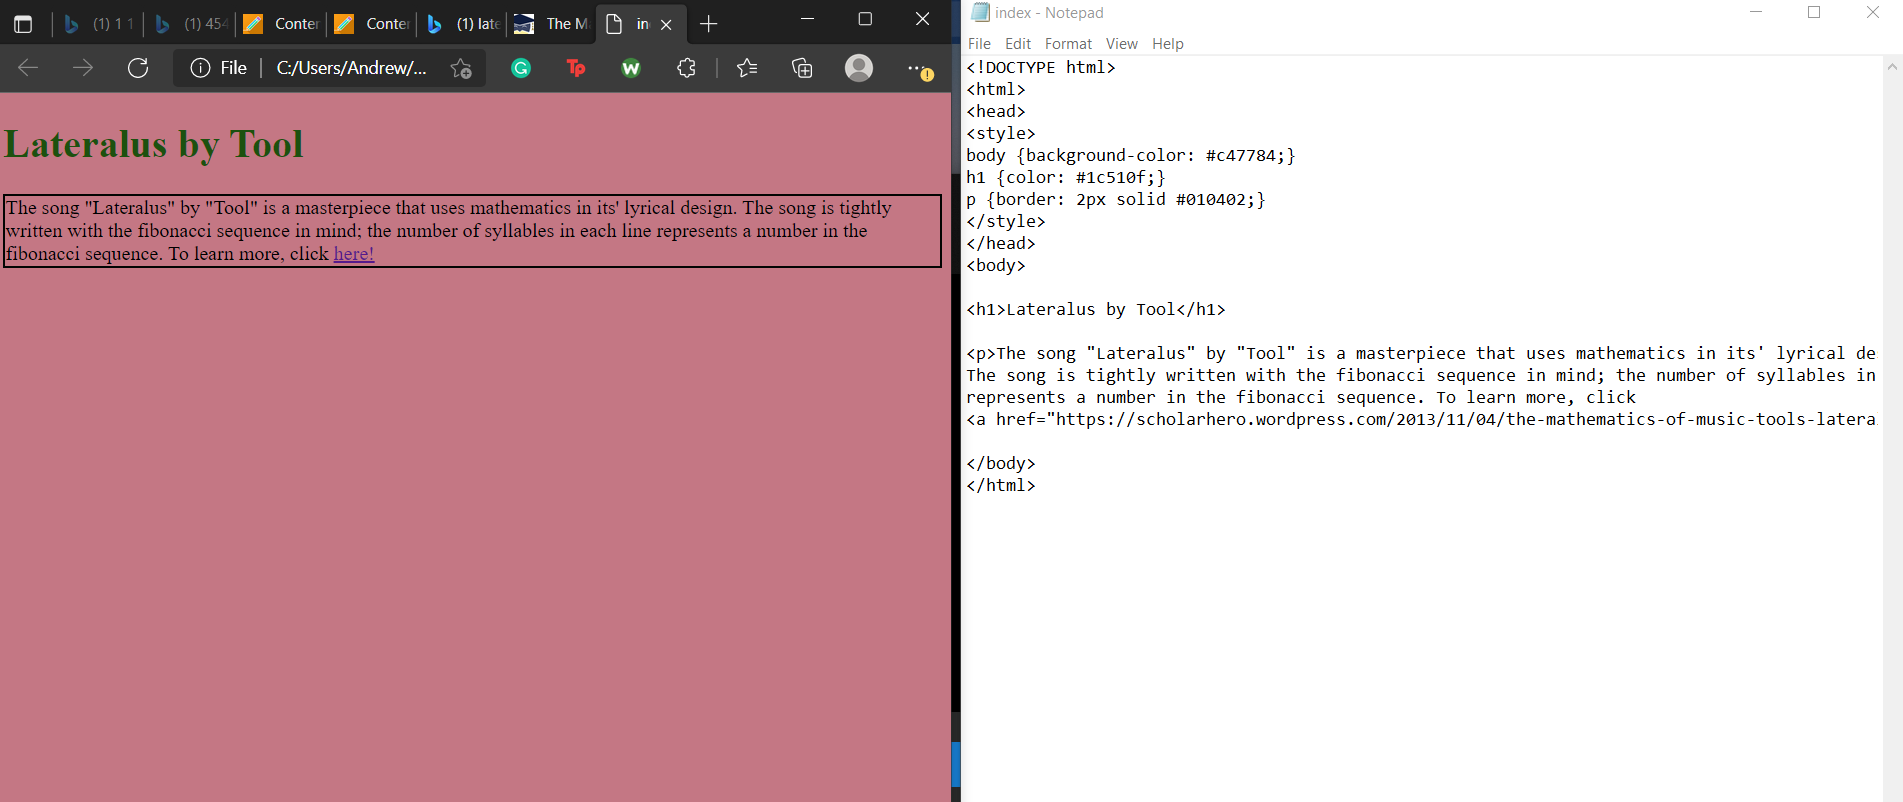 (1) 1 1
(1) 454
Conter
Conter
(1) late
The M
in
File
C:/Users/Andrew/...
Lateralus by Tool
The song "Lateralus" by "Tool" is a masterpiece that uses mathematics in its' lyrical design. The song is tightly
written with the fibonacci sequence in mind; the number of syllables in each line represents a number in the
fibonacci sequence. To learn more, click here!
index - Notepad
File Edit Format View Help
<!DOCTYPE html>
<html>
<head>
<style>
body {background-color: #c47784;}
h1 {color: #1c510f;}
p {border: 2px solid #010402;}
</style>
</head>
<body>
<h1>Lateralus by Tool</h1>
<p>The song "Lateralus" by "Tool" is a masterpiece that uses mathematics in its' lyrical de
The song is tightly written with the fibonacci sequence in mind; the number of syllables in
represents a number in the fibonacci sequence. To learn more, click
<a href="https://scholarhero.wordpress.com/2013/11/04/the-mathematics-of-music-tools-latera
</body>
</html>